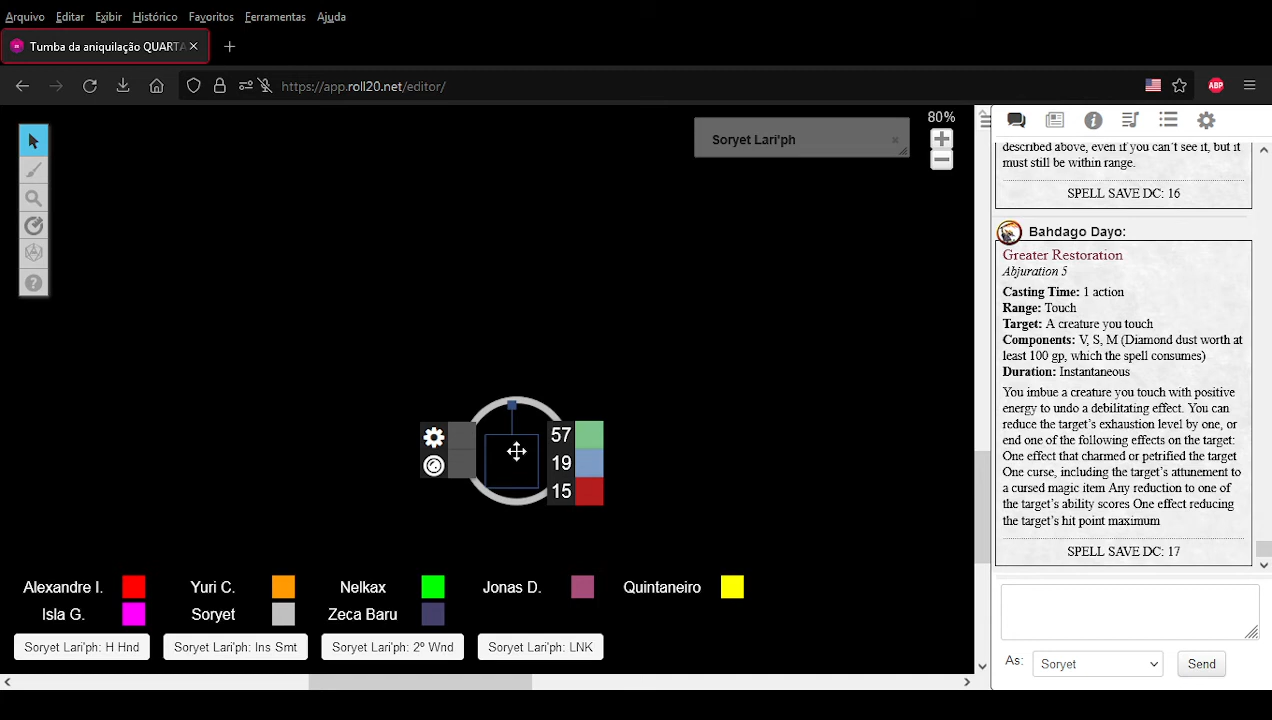 Arquivo Editar Exibir Histórico Favoritos Ferramentas Ajuda
Tumba da aniquilação QUARTA
https://app.roll20.net/editor/
ABP
80%
Soryet Lari'ph
57
19
15
Alexandre I. Yuri C. Nelkax Jonas D. Quintaneiro
Isla G. Soryet Zeca Baru
Soryet Lari'ph: H Hnd Soryet Lari'ph: Ins Smt Soryet Lari'ph: 2º Wnd Soryet Lari'ph: LNK
described above, even if you can't see it, but it
must still be within range.
SPELL SAVE DC: 16
Bahdago Dayo:
Greater Restoration
Abjuration 5
Casting Time: 1 action
Range: Touch
Target: A creature you touch
Components: V, S, M (Diamond dust worth at
least 100 gp, which the spell consumes)
Duration: Instantaneous
You imbue a creature you touch with positive
energy to undo a debilitating effect. You can
reduce the target's exhaustion level by one, or
end one of the following effects on the target:
One effect that charmed or petrified the target
One curse, including the target's attunement to
a cursed magic item Any reduction to one of
the target's ability scores One effect reducing
the target's hit point maximum
SPELL SAVE DC: 17
As: Soryet Send